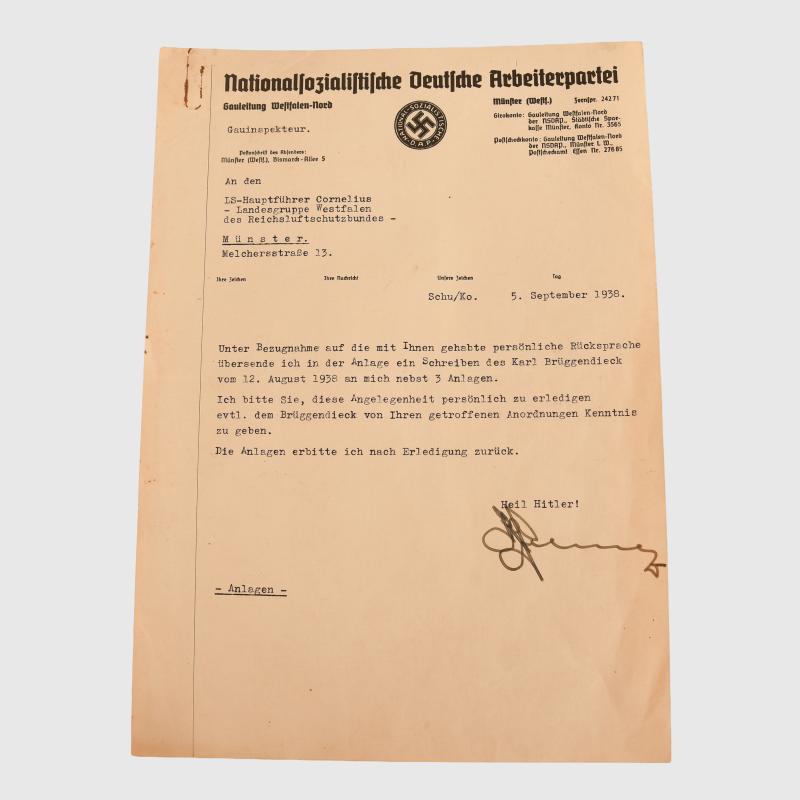 Nationalsozialistische Deutsche Arbeiterpartei
Gauleitung Westfalen-Nord
Münster (Westf.) Fernspr. 24271
Gauinspekteur.
NATIONAL-SOZIALISTISCHE D.A.P.
Girokonto: Gauleitung Westfalen-Nord
der NSDAP., Städtische Spar-
kasse Münster, Konto Nr. 3565
Postscheckkonto: Gauleitung Westfalen-Nord
der NSDAP., Münster i. W.,
Postscheckamt Essen Nr. 27685
Postanschrift des Absenders:
Münster (Westf.), Bismarck-Allee 5
An den
LS-Hauptführer Cornelius
- Landesgruppe Westfalen
des Reichsluftschutzbundes -
Münster.
Melchersstraße 13.
Ihre Zeichen Ihre Nachricht Unsere Zeichen Tag
Schu/Ko. 5. September 1938.
Unter Bezugnahme auf die mit Ihnen gehabte persönliche Rücksprache
übersende ich in der Anlage ein Schreiben des Karl Brüggendieck
vom 12. August 1938 an mich nebst 3 Anlagen.
Ich bitte Sie, diese Angelegenheit persönlich zu erledigen
evtl. dem Brüggendieck von Ihren getroffenen Anordnungen Kenntnis
zu geben.
Die Anlagen erbitte ich nach Erledigung zurück.
Heil Hitler!
- Anlagen -